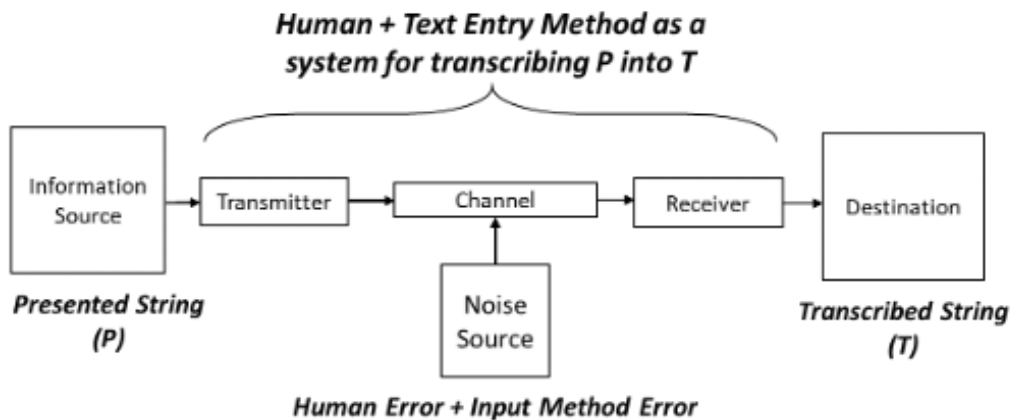 Human + Text Entry Method as a
system for transcribing P into T
Information
Source
Transmitter
Channel
Receiver
Destination
Presented String
(P)
Noise
Source
Transcribed String
(T)
Human Error + Input Method Error